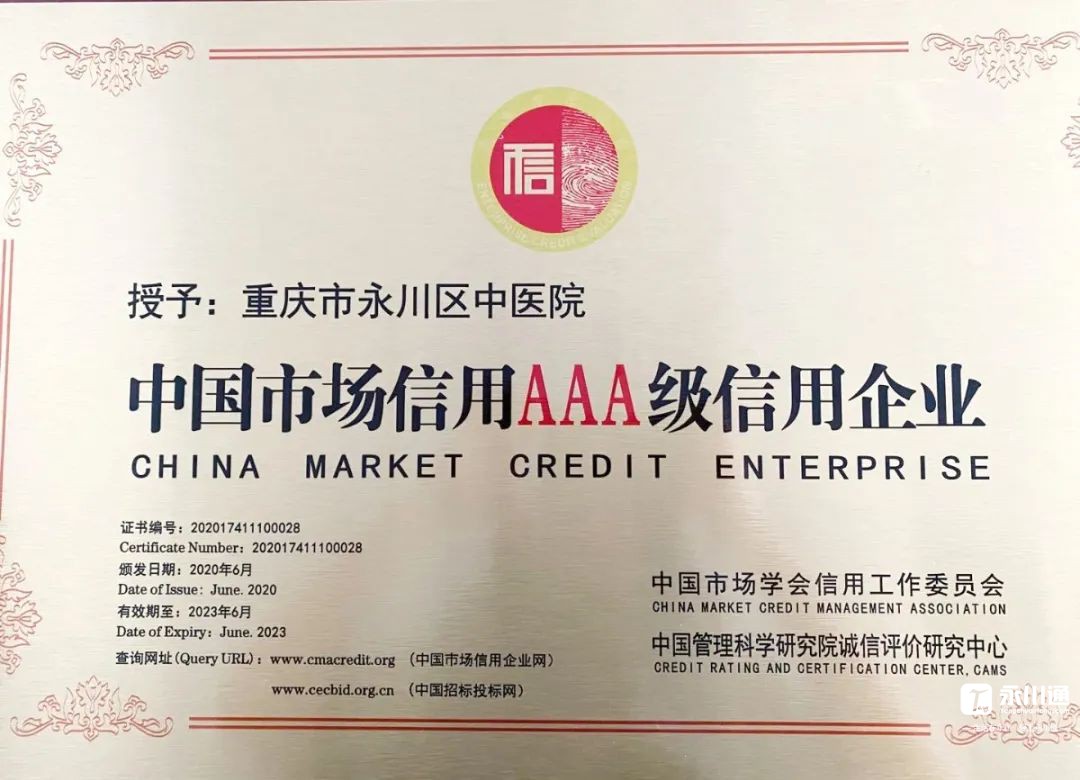 信
ENTERPRISE CREDIT EVALUATION
授予：重庆市永川区中医院
中国市场信用AAA级信用企业
CHINA MARKET CREDIT ENTERPRISE
证书编号：202017411100028
Certificate Number：202017411100028
颁发日期：2020年6月
Date of Issue：June. 2020
有效期至：2023年6月
Date of Expiry：June. 2023
查询网址(Query URL)：www.cmacredit.org （中国市场信用企业网）
www.cecbid.org.cn （中国招标投标网）
中国市场学会信用工作委员会
CHINA MARKET CREDIT MANAGEMENT ASSOCIATION
中国管理科学研究院诚信评价研究中心
CREDIT RATING AND CERTIFICATION CENTER, CAMS
永川通